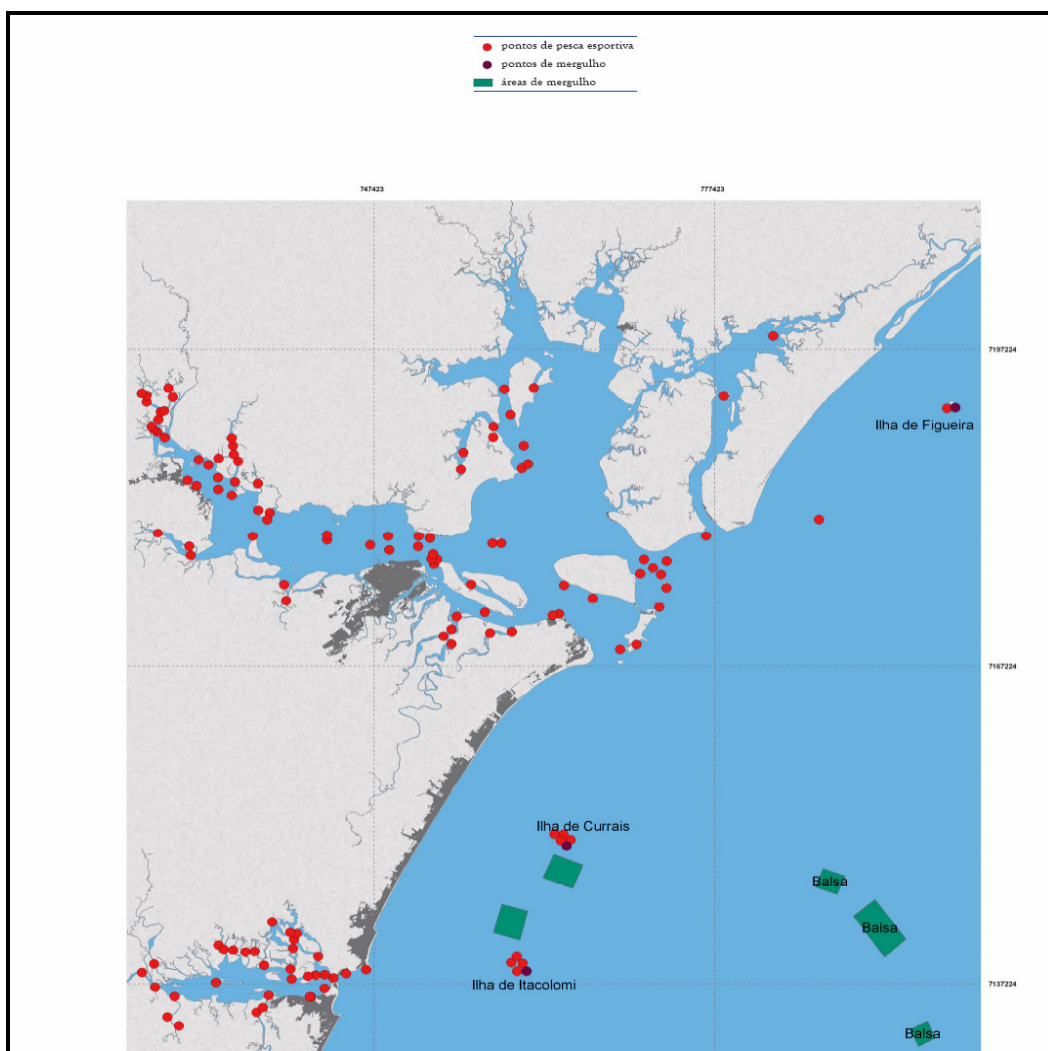 pontos de pesca esportiva
pontos de mergulho
áreas de mergulho
747423
777423
7197224
Ilha de Figueira
7167224
Ilha de Currais
Balsa
Balsa
Ilha de Itacolomi
7137224
Balsa